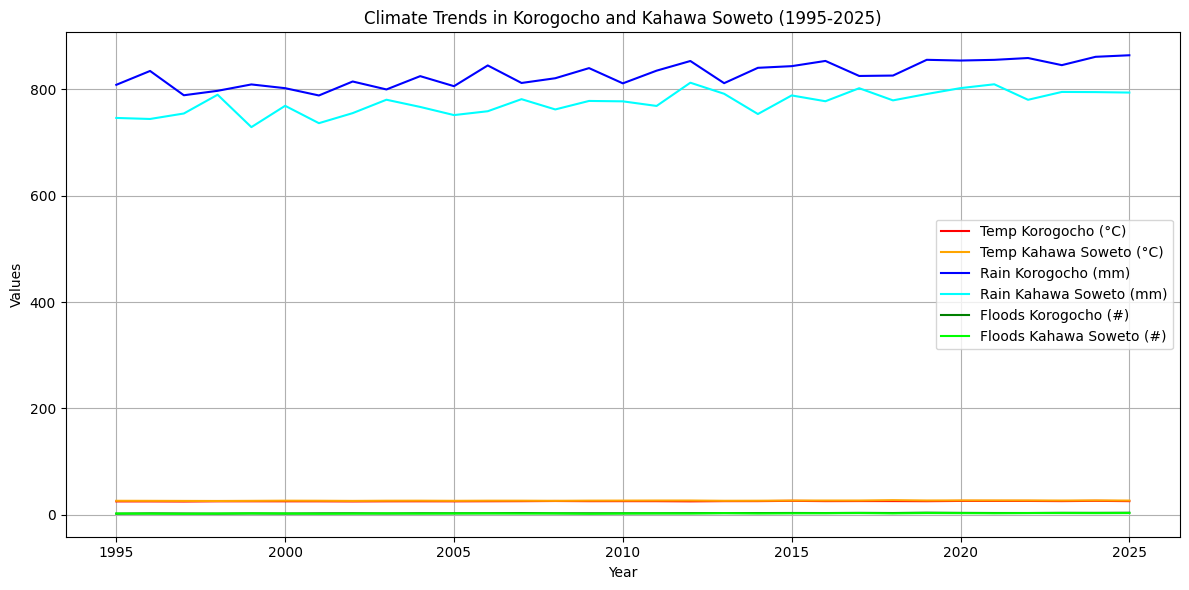 Climate Trends in Korogocho and Kahawa Soweto (1995-2025)
Values
800
600
400
200
0
Temp Korogocho (°C)
Temp Kahawa Soweto (°C)
Rain Korogocho (mm)
Rain Kahawa Soweto (mm)
Floods Korogocho (#)
Floods Kahawa Soweto (#)
1995 2000 2005 2010 2015 2020 2025
Year